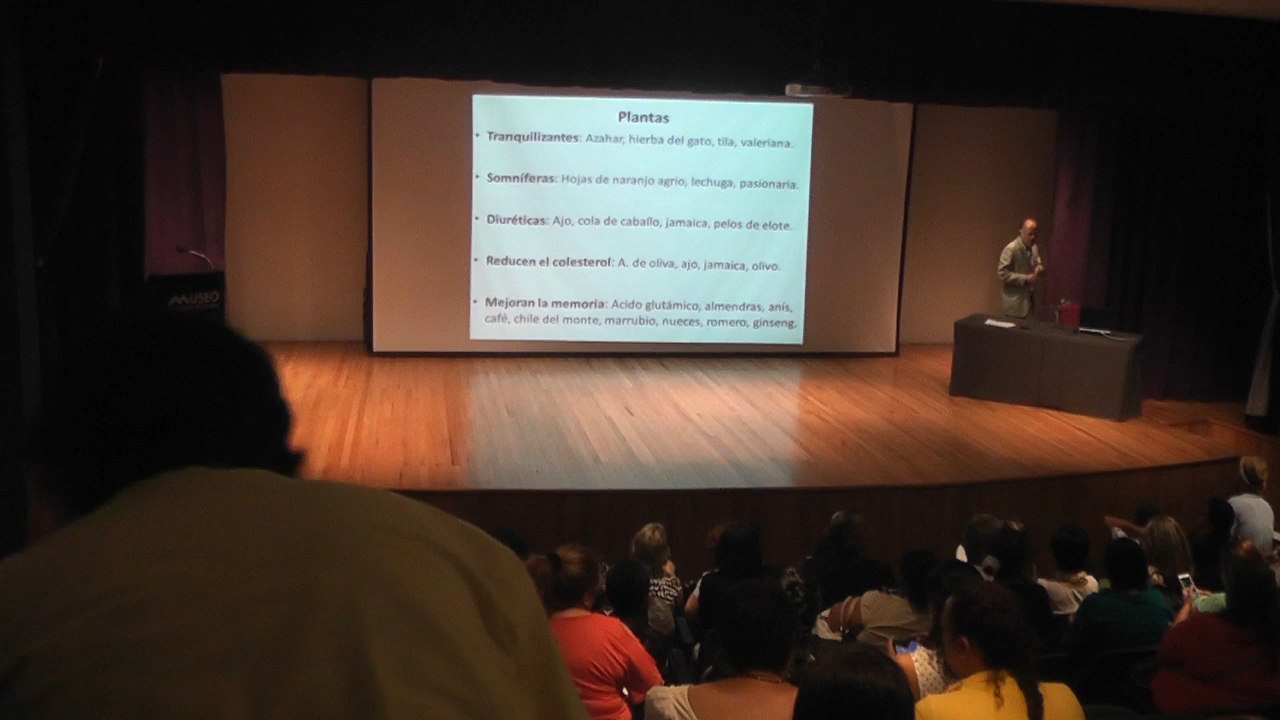 Plantas
• Tranquilizantes: Azahar, hierba del gato, tila, valeriana.
• Somníferas: Hojas de naranjo agrio, lechuga, pasionaria.
• Diuréticas: Ajo, cola de caballo, jamaica, pelos de elote.
• Reducen el colesterol: A. de oliva, ajo, jamaica, olivo.
• Mejoran la memoria: Acido glutámico, almendras, anís,
café, chile del monte, marrubio, nueces, romero, ginseng.
MUSEO